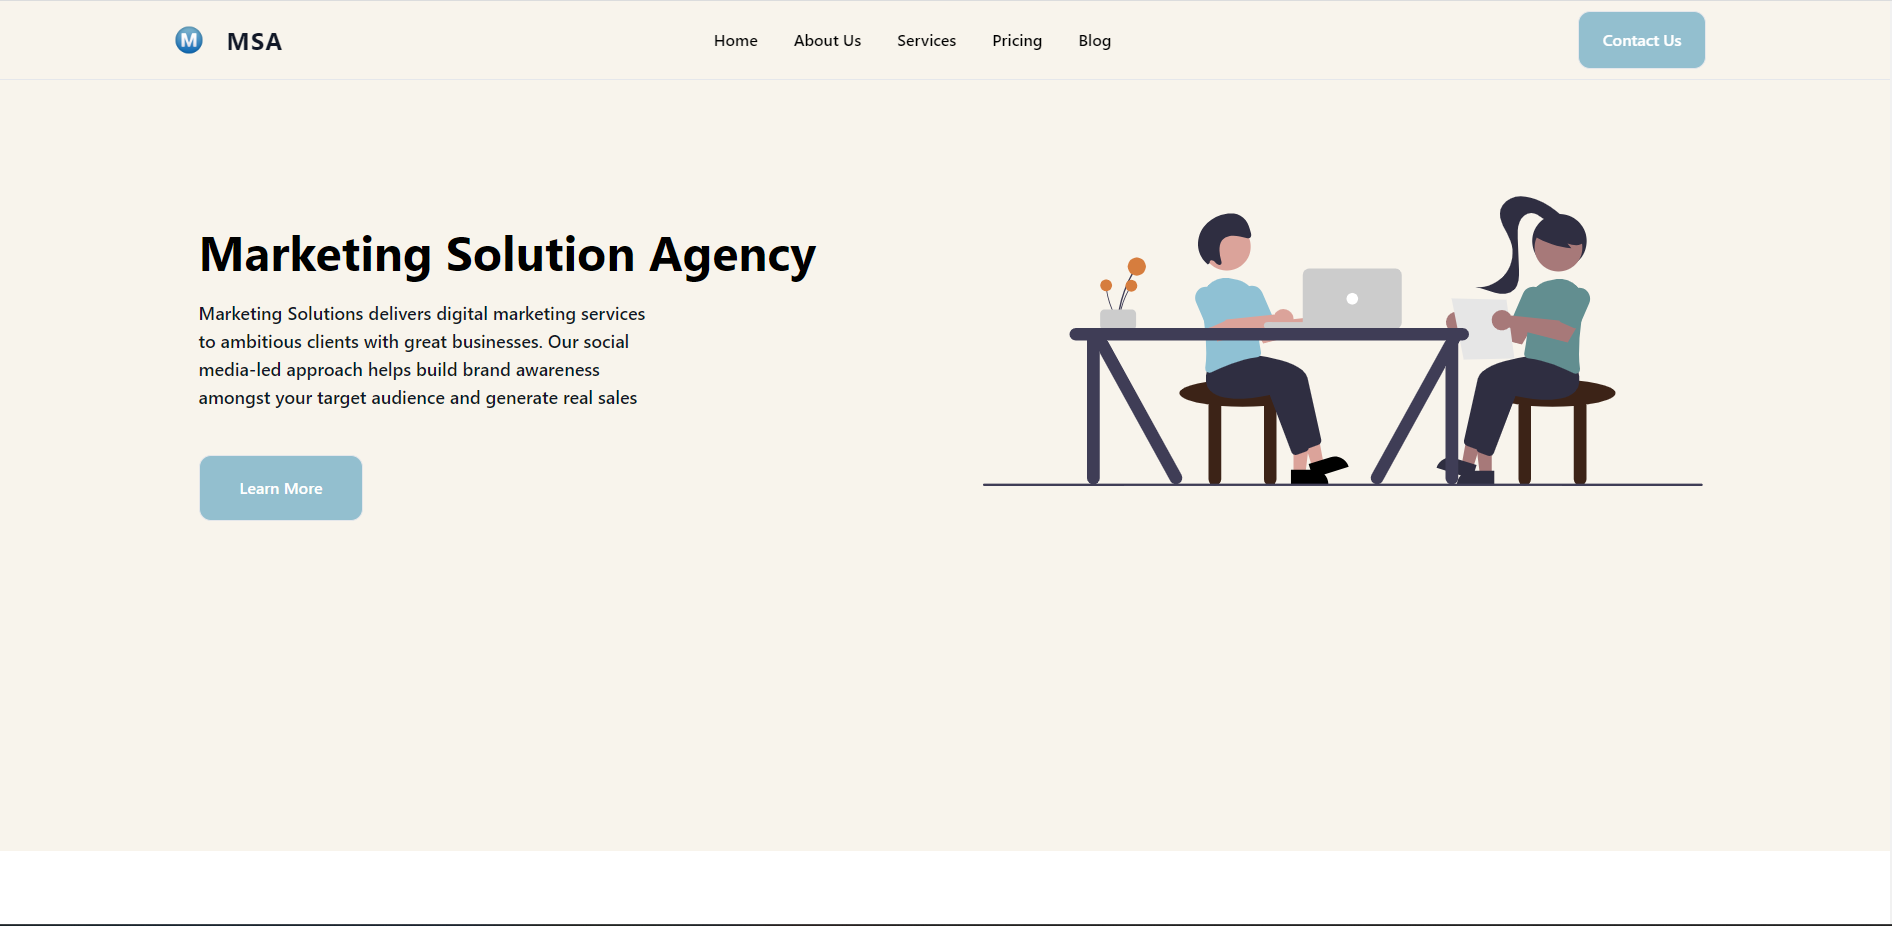 M MSA
Home About Us Services Pricing Blog
Contact Us
Marketing Solution Agency
Marketing Solutions delivers digital marketing services
to ambitious clients with great businesses. Our social
media-led approach helps build brand awareness
amongst your target audience and generate real sales
Learn More